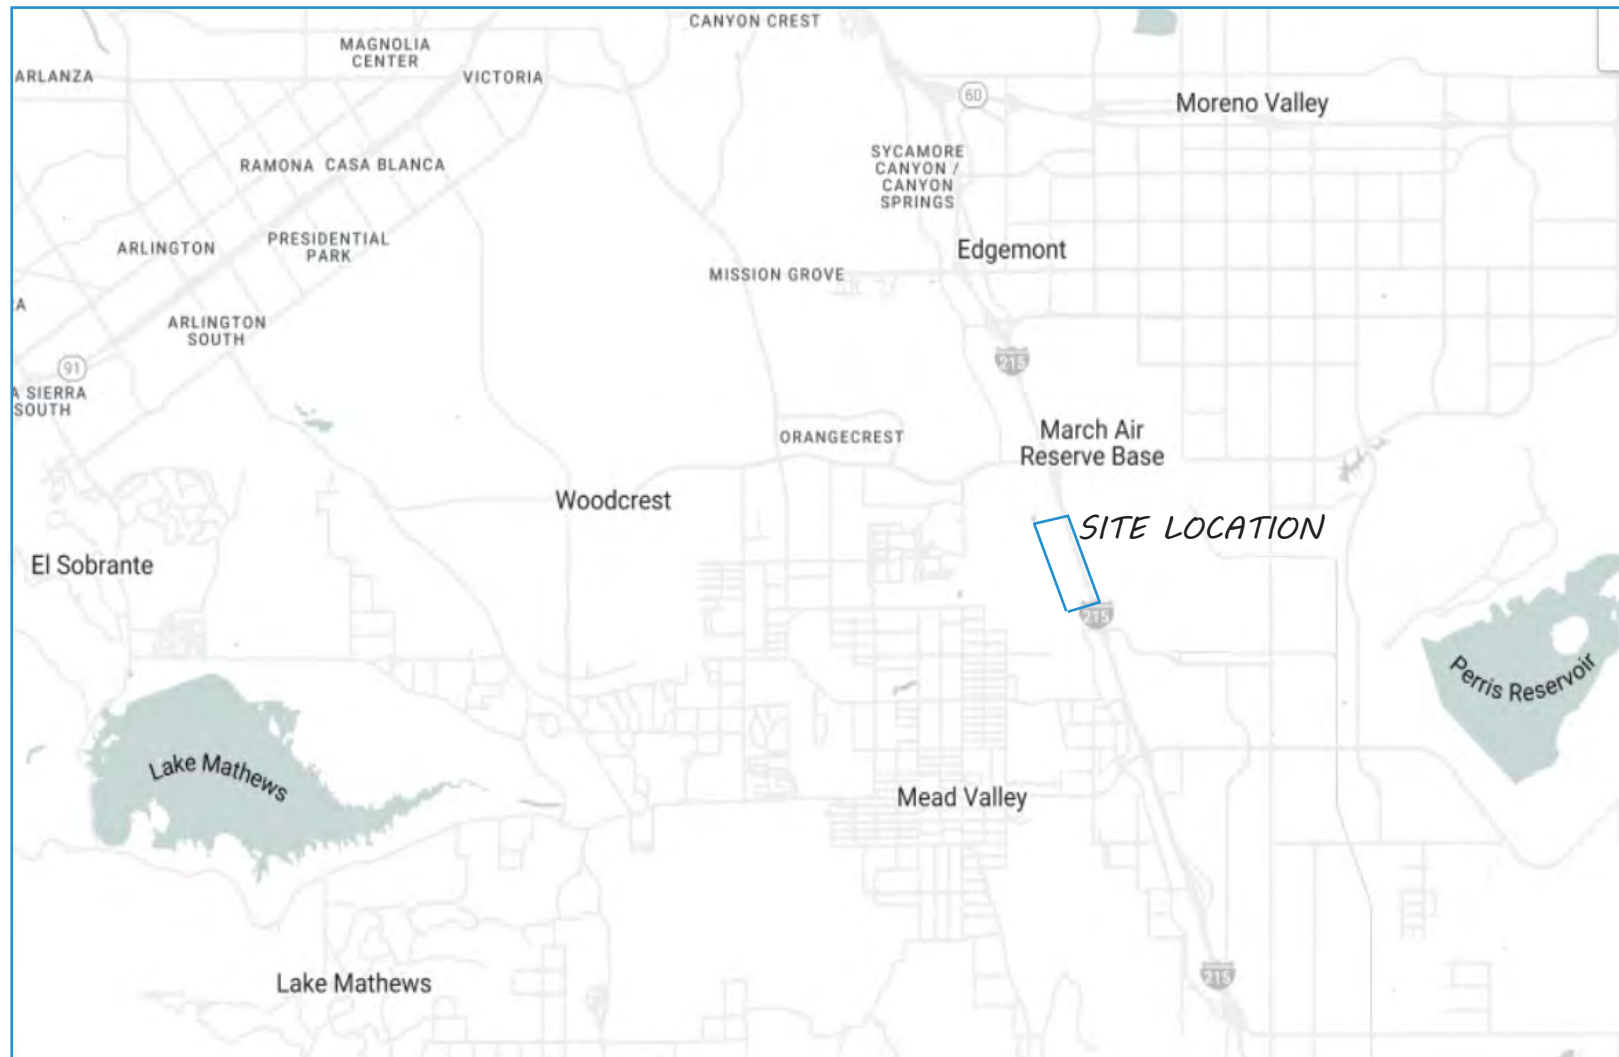 CANYON CREST
MAGNOLIA
CENTER
ARLANZA
VICTORIA
60
Moreno Valley
SYCAMORE
CANYON /
CANYON
SPRINGS
RAMONA
CASA BLANCA
ARLINGTON
PRESIDENTIAL
PARK
Edgemont
MISSION GROVE
A
ARLINGTON
SOUTH
91
215
A SIERRA
SOUTH
ORANGECREST
March Air
Reserve Base
Woodcrest
SITE LOCATION
El Sobrante
215
Perris Reservoir
Lake Mathews
Mead Valley
Lake Mathews
215